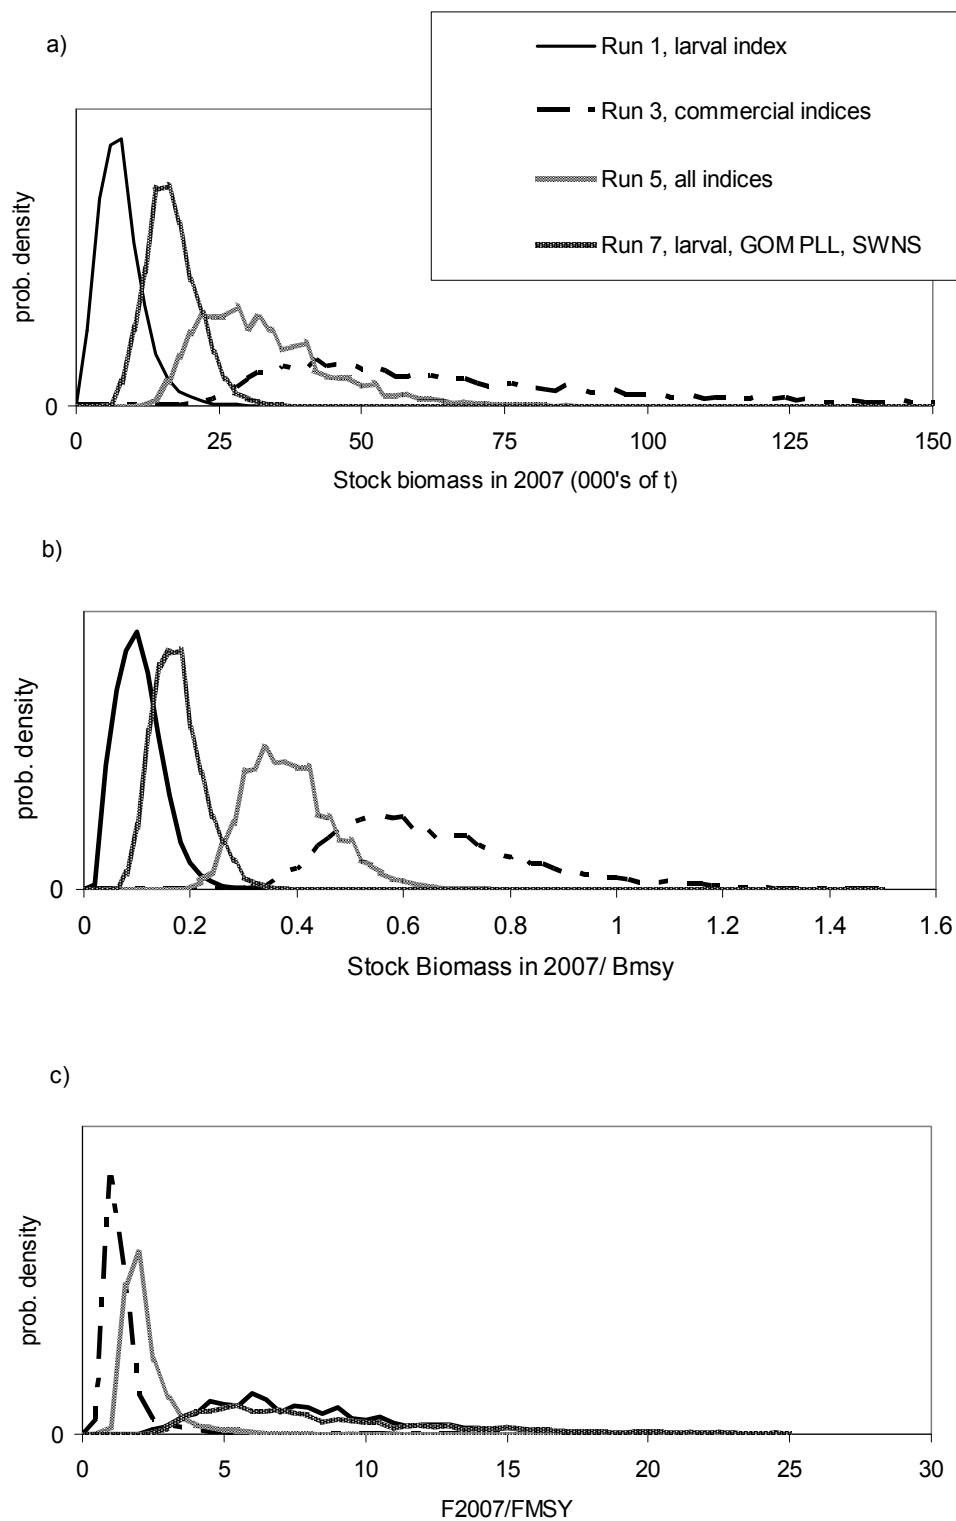 a)
Run 1, larval index
Run 3, commercial indices
Run 5, all indices
Run 7, larval, GOM PLL, SWNS
prob. density
0
0 25 50 75 100 125 150
Stock biomass in 2007 (000's of t)
b)
prob. density
0
0 0.2 0.4 0.6 0.8 1 1.2 1.4 1.6
Stock Biomass in 2007/ Bmsy
c)
prob. density
0
0 5 10 15 20 25 30
F2007/FMSY